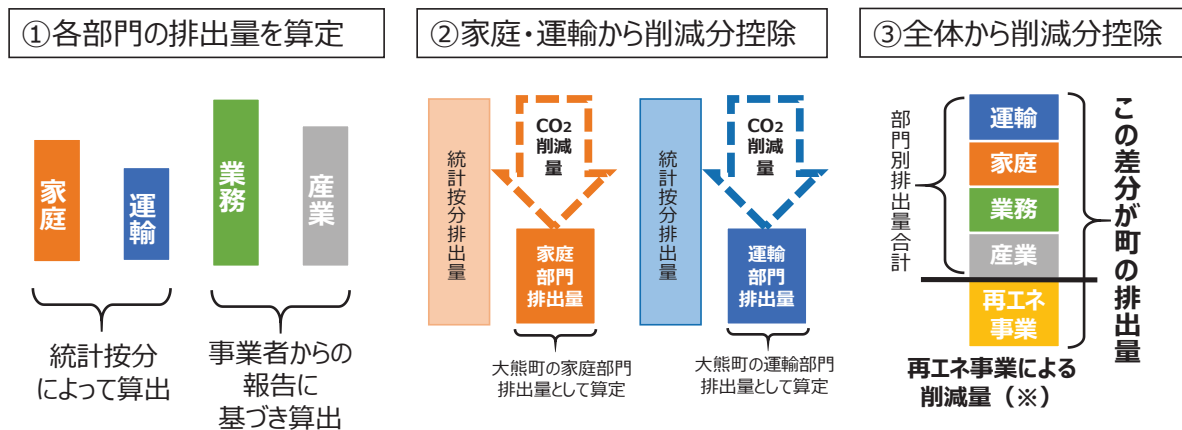 ①各部門の排出量を算定
家庭
運輸
業務
産業
統計按分
によって算出
事業者からの
報告に
基づき算出
②家庭・運輸から削減分控除
統計按分排出量
CO2
削減
量
家庭
部門
排出量
大熊町の家庭部門
排出量として算定
統計按分排出量
CO2
削減
量
運輸
部門
排出量
大熊町の運輸部門
排出量として算定
③全体から削減分控除
部門別排出量合計
運輸
家庭
業務
産業
再エネ
事業
この差分が町の排出量
再エネ事業による
削減量（※）